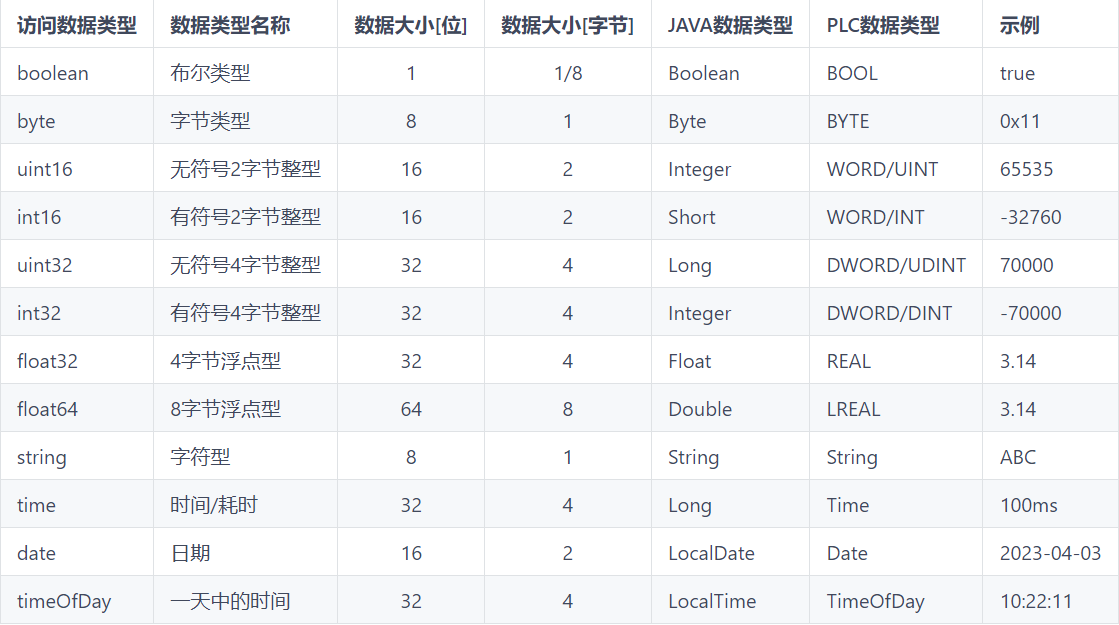 访问数据类型 数据类型名称 数据大小[位] 数据大小[字节] JAVA数据类型 PLC数据类型 示例
boolean 布尔类型 1 1/8 Boolean BOOL true
byte 字节类型 8 1 Byte BYTE 0x11
uint16 无符号2字节整型 16 2 Integer WORD/UINT 65535
int16 有符号2字节整型 16 2 Short WORD/INT -32760
uint32 无符号4字节整型 32 4 Long DWORD/UDINT 70000
int32 有符号4字节整型 32 4 Integer DWORD/DINT -70000
float32 4字节浮点型 32 4 Float REAL 3.14
float64 8字节浮点型 64 8 Double LREAL 3.14
string 字符型 8 1 String String ABC
time 时间/耗时 32 4 Long Time 100ms
date 日期 16 2 LocalDate Date 2023-04-03
timeOfDay 一天中的时间 32 4 LocalTime TimeOfDay 10:22:11